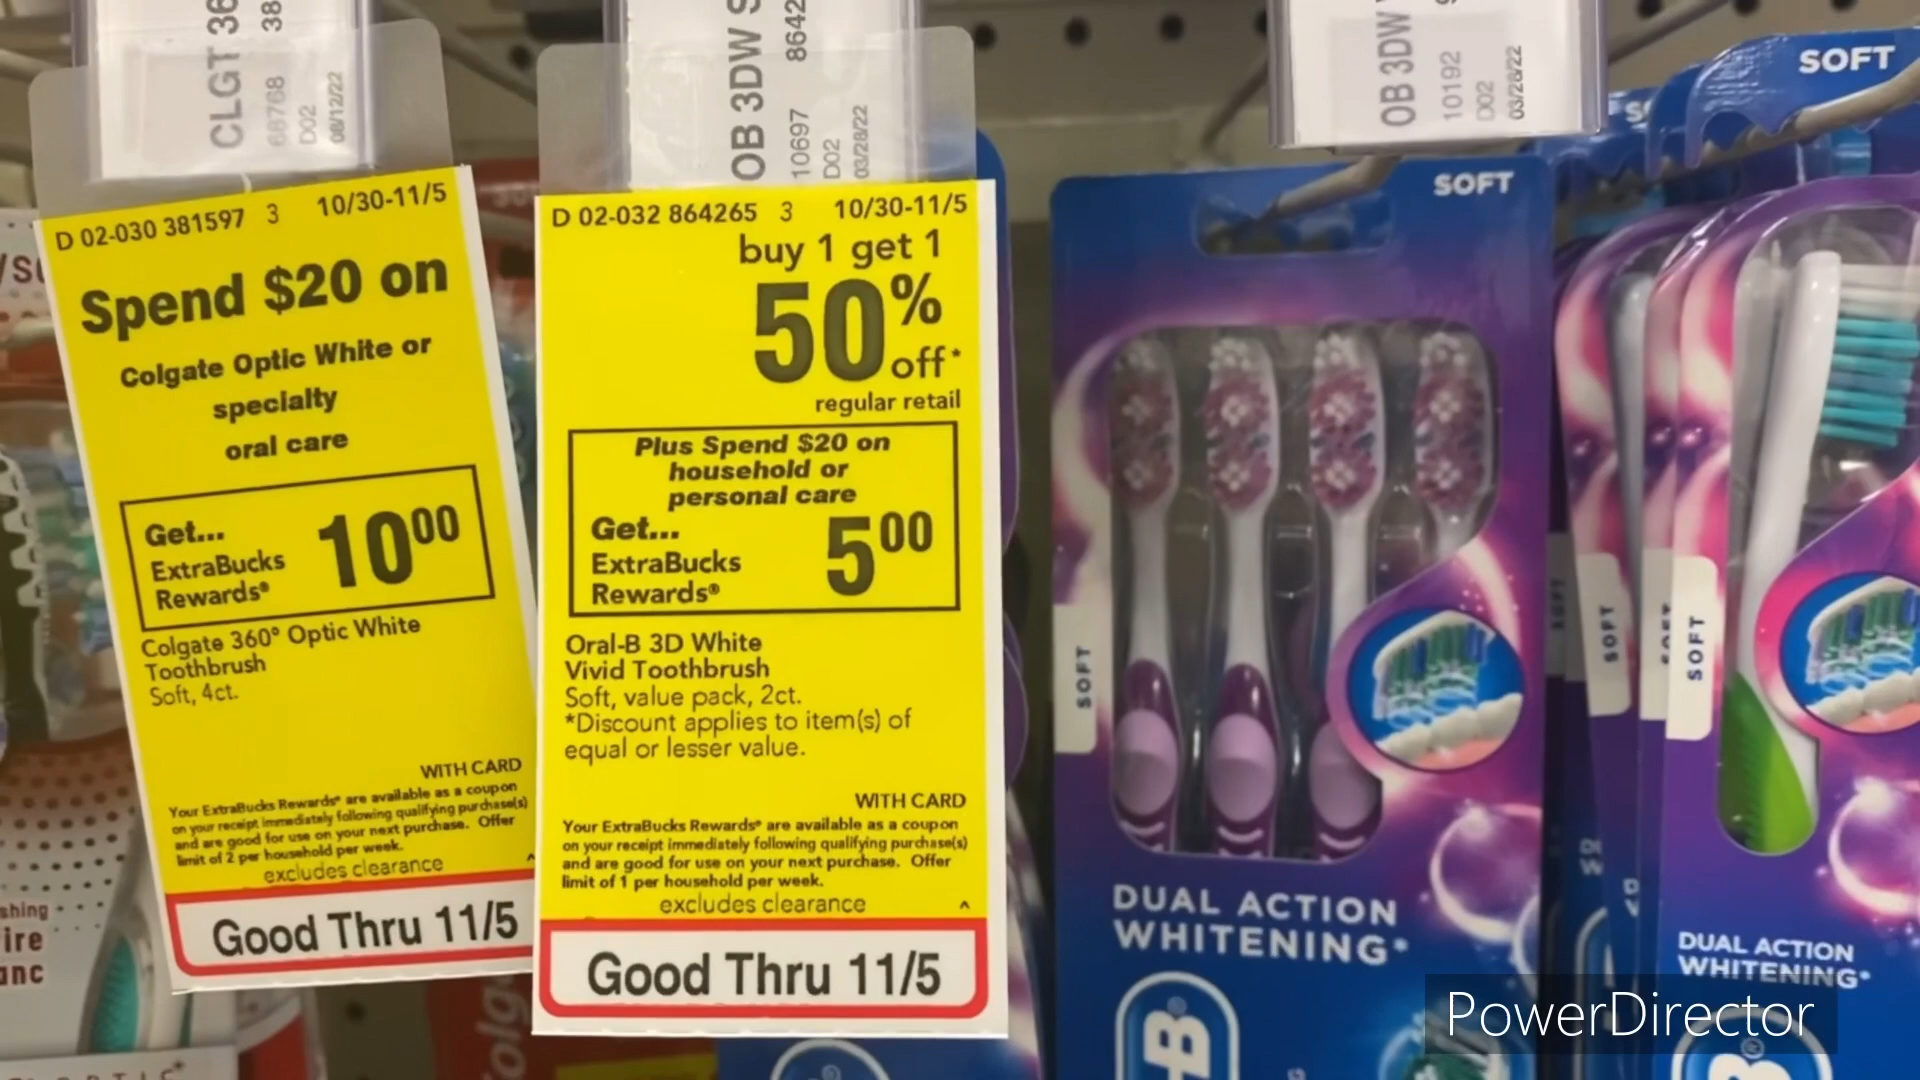 CLGT 36
68768
38
D02
08/12/22
D 02-030 381597 3 10/30-11/5
Spend $20 on
Colgate Optic White or
specialty
oral care
Get...
ExtraBucks
Rewards®
10⁰⁰
Colgate 360° Optic White
Toothbrush
Soft, 4ct.
WITH CARD
Your ExtraBucks Rewards® are available as a coupon
on your receipt immediately following qualifying purchase(s)
and are good for use on your next purchase. Offer
limit of 2 per household per week.
excludes clearance
^
Good Thru 11/5
OB 3DW S
10697
8642
D02
03/28/22
D 02-032 864265 3 10/30-11/5
buy 1 get 1
50%
off*
regular retail
Plus Spend $20 on
household or
personal care
Get...
ExtraBucks
Rewards®
5⁰⁰
Oral-B 3D White
Vivid Toothbrush
Soft, value pack, 2ct.
*Discount applies to item(s) of
equal or lesser value.
WITH CARD
Your ExtraBucks Rewards® are available as a coupon
on your receipt immediately following qualifying purchase(s)
and are good for use on your next purchase. Offer
limit of 1 per household per week.
excludes clearance
^
Good Thru 11/5
OB 3DW
10192
D02
03/28/22
SOFT
SOFT
DUAL ACTION
WHITENING*
-B
SOFT
SOFT
SOFT
SOFT
DUAL ACTION
WHITENING*
PowerDirector